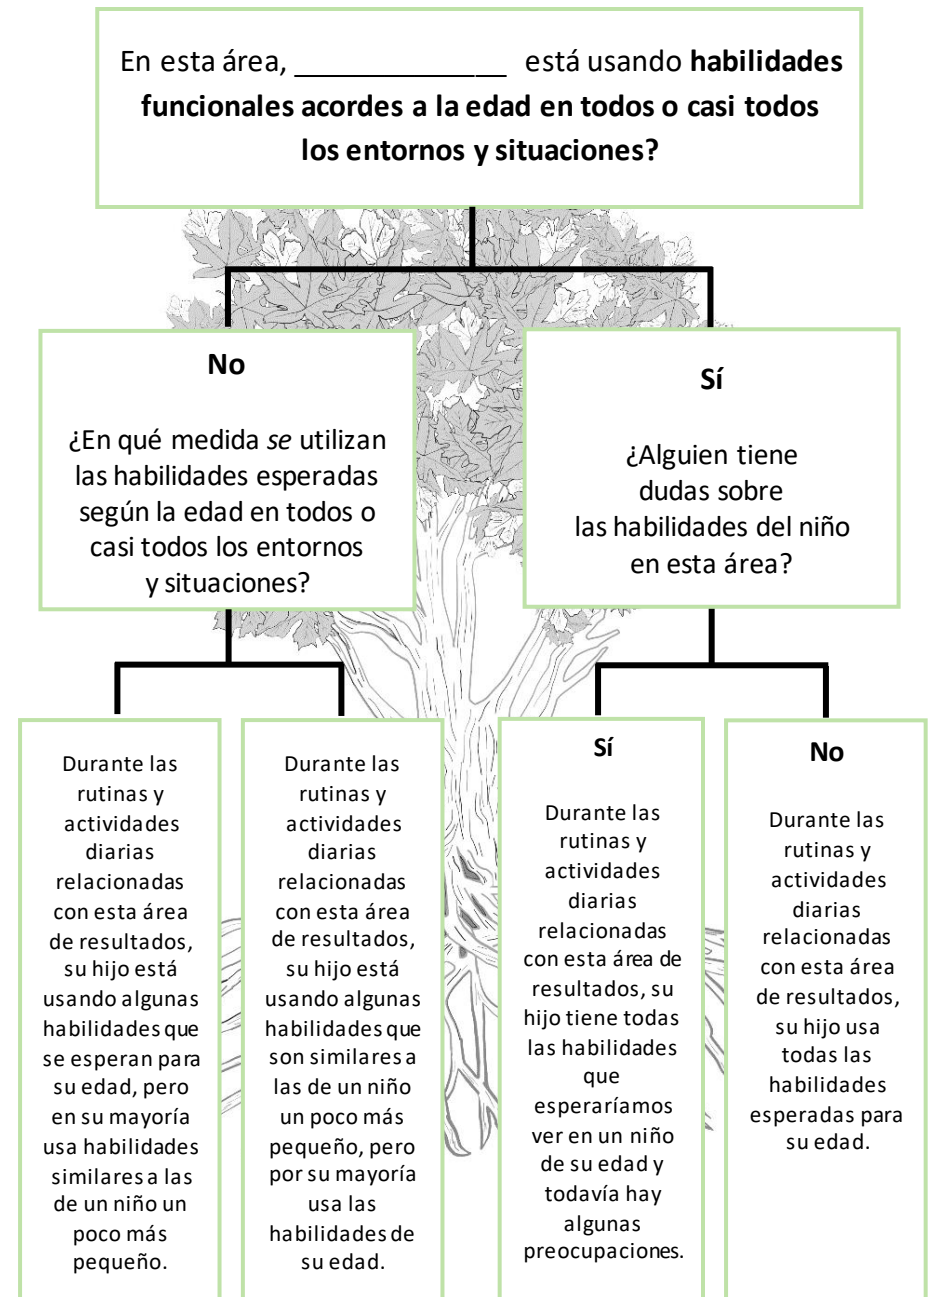 En esta área, ______________ está usando habilidades
funcionales acordes a la edad en todos o casi todos
los entornos y situaciones?
No
¿En qué medida se utilizan
las habilidades esperadas
según la edad en todos o
casi todos los entornos
y situaciones?
Sí
¿Alguien tiene
dudas sobre
las habilidades del niño
en esta área?
Durante las
rutinas y
actividades
diarias
relacionadas
con esta área
de resultados,
su hijo está
usando algunas
habilidades que
se esperan para
su edad, pero
en su mayoría
usa habilidades
similares a las
de un niño un
poco más
pequeño.
Durante las
rutinas y
actividades
diarias
relacionadas
con esta área
de resultados,
su hijo está
usando algunas
habilidades que
son similares a
las de un niño
un poco más
pequeño, pero
por su mayoría
usa las
habilidades de
su edad.
Sí
Durante las
rutinas y
actividades
diarias
relacionadas
con esta área de
resultados, su
hijo tiene todas
las habilidades
que
esperaríamos
ver en un niño
de su edad y
todavía hay
algunas
preocupaciones.
No
Durante las
rutinas y
actividades
diarias
relacionadas
con esta área
de resultados,
su hijo usa
todas las
habilidades
esperadas para
su edad.